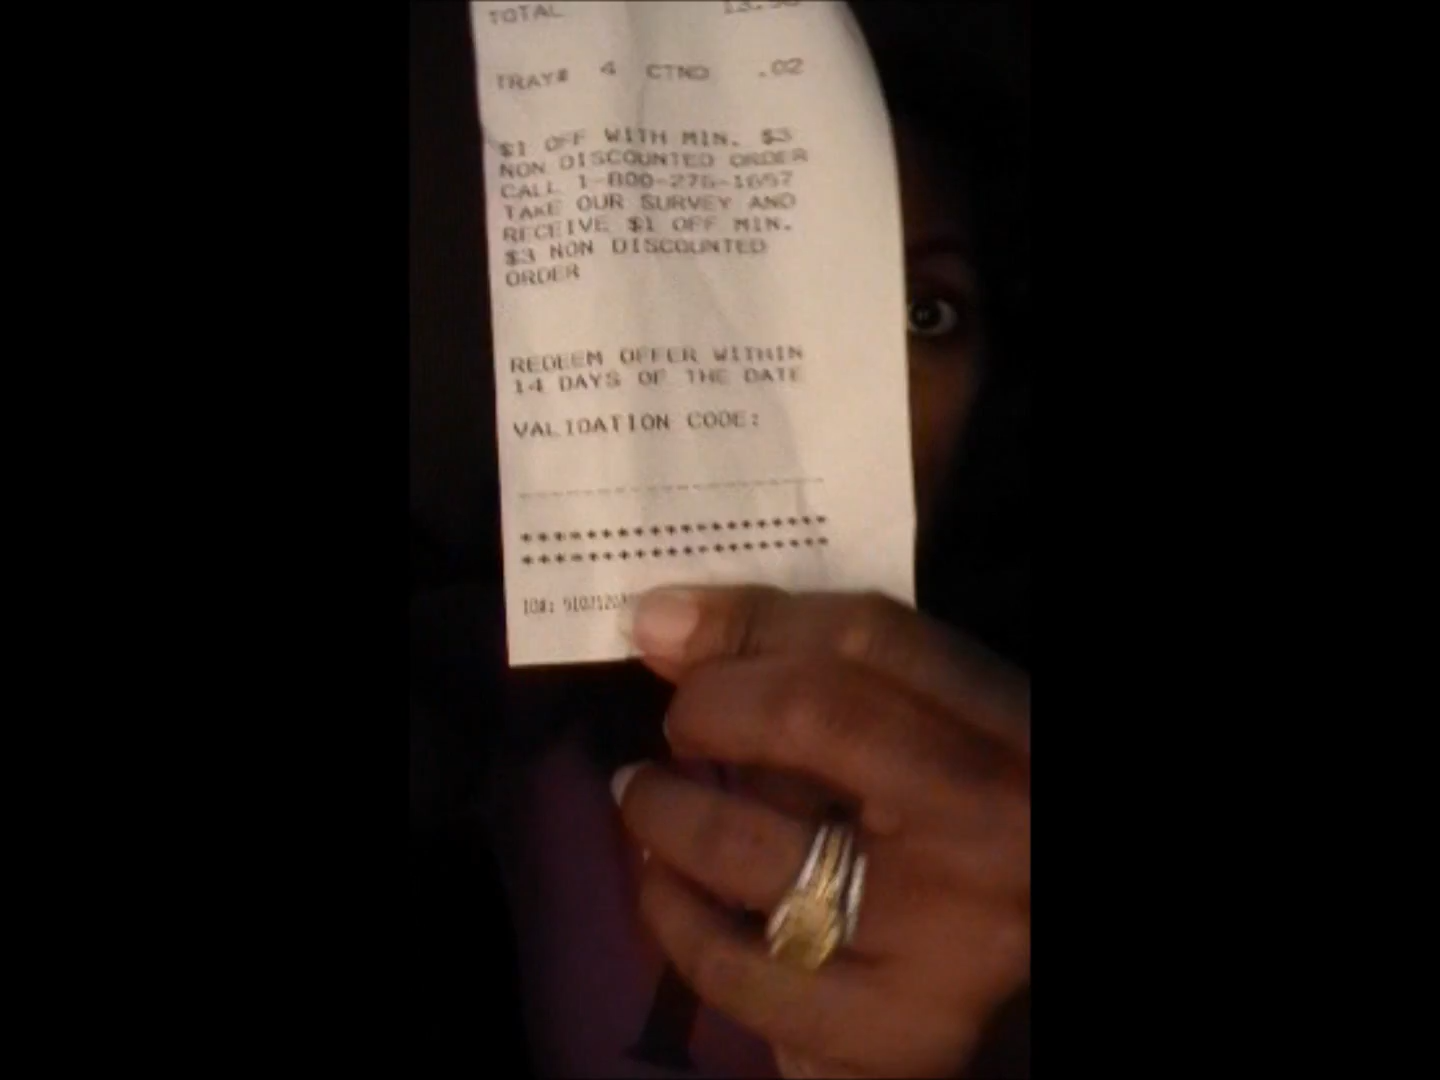 TOTAL
TRAY# 4 CTND .02
$1 OFF WITH MIN. $3
NON DISCOUNTED ORDER
CALL 1-800-276-1657
TAKE OUR SURVEY AND
RECEIVE $1 OFF MIN.
$3 NON DISCOUNTED
ORDER
REDEEM OFFER WITHIN
14 DAYS OF THE DATE
VALIDATION CODE:
--------------------
*******************
*******************
ID#: